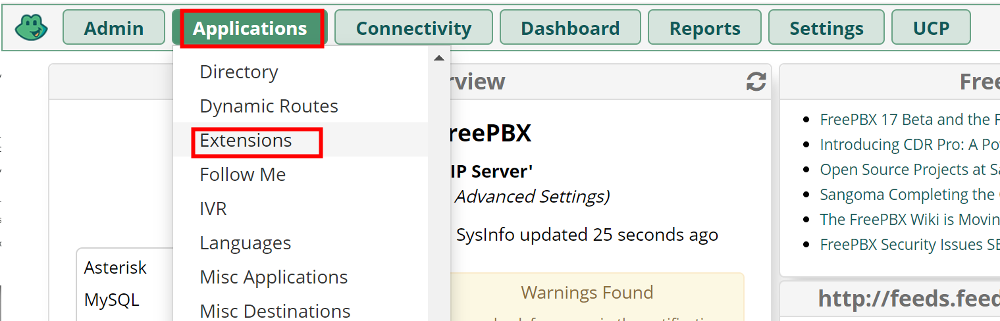 Admin
Applications
Connectivity
Dashboard
Reports
Settings
UCP
Directory
Dynamic Routes
Extensions
Follow Me
IVR
Languages
Misc Applications
Misc Destinations
Asterisk
MySQL
rview
reePBX
IP Server'
Advanced Settings)
SysInfo updated 25 seconds ago
Warnings Found
Free
FreePBX 17 Beta and the F
Introducing CDR Pro: A Po
Open Source Projects at Sa
Sangoma Completing the
The FreePBX Wiki is Movin
FreePBX Security Issues SE
http://feeds.feed